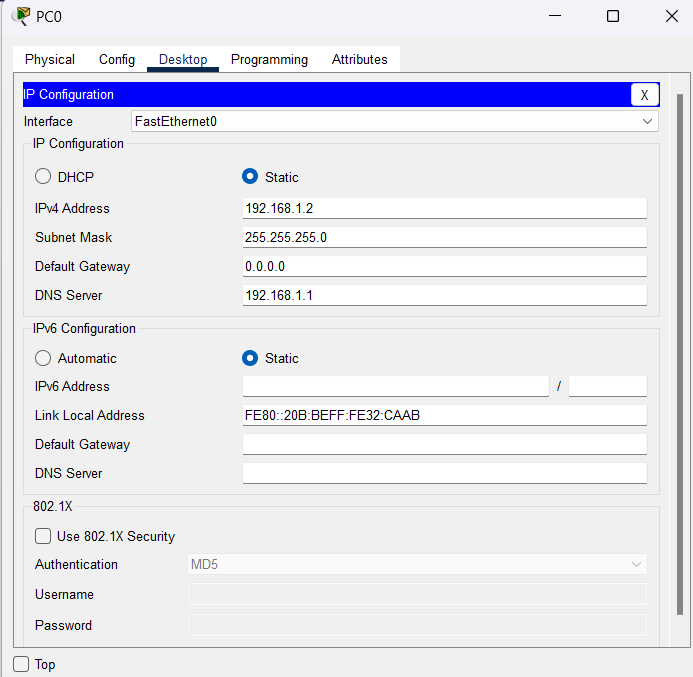 PC0
Physical Config Desktop Programming Attributes
IP Configuration X
Interface FastEthernet0
IP Configuration
DHCP Static
IPv4 Address 192.168.1.2
Subnet Mask 255.255.255.0
Default Gateway 0.0.0.0
DNS Server 192.168.1.1
IPv6 Configuration
Automatic Static
IPv6 Address /
Link Local Address FE80::20B:BEFF:FE32:CAAB
Default Gateway
DNS Server
802.1X
Use 802.1X Security
Authentication MD5
Username
Password
Top